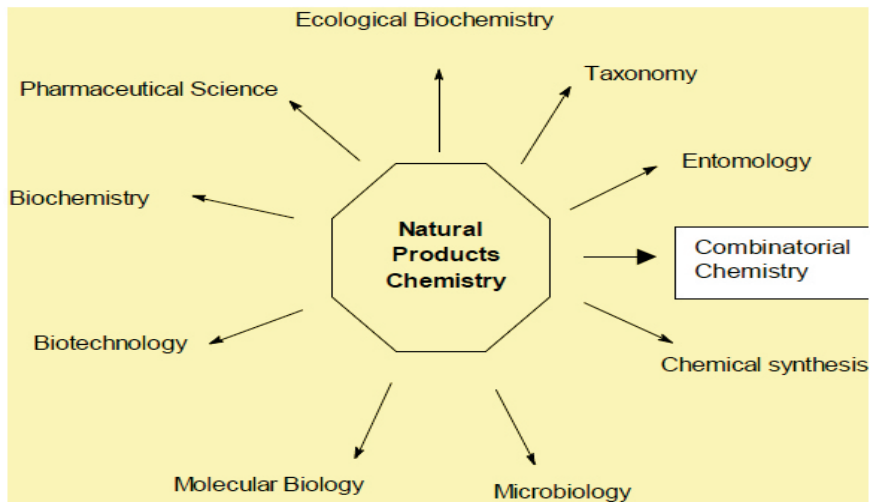 Ecological Biochemistry
Taxonomy
Pharmaceutical Science
Entomology
Biochemistry
Natural
Products
Chemistry
Combinatorial
Chemistry
Biotechnology
Chemical synthesis
Molecular Biology
Microbiology